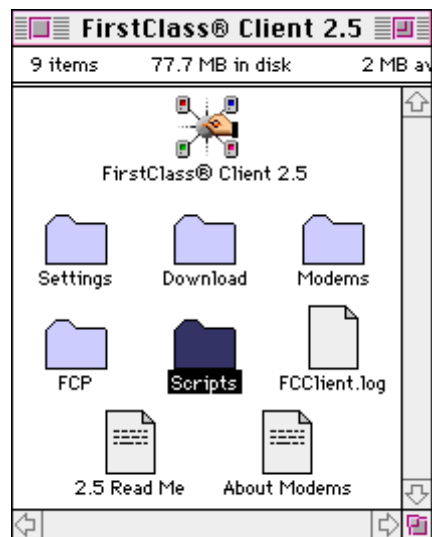 FirstClass® Client 2.5
9 items 77.7 MB in disk 2 MB av
FirstClass® Client 2.5
Settings Download Modems
FCP Scripts FCClient.log
2.5 Read Me About Modems